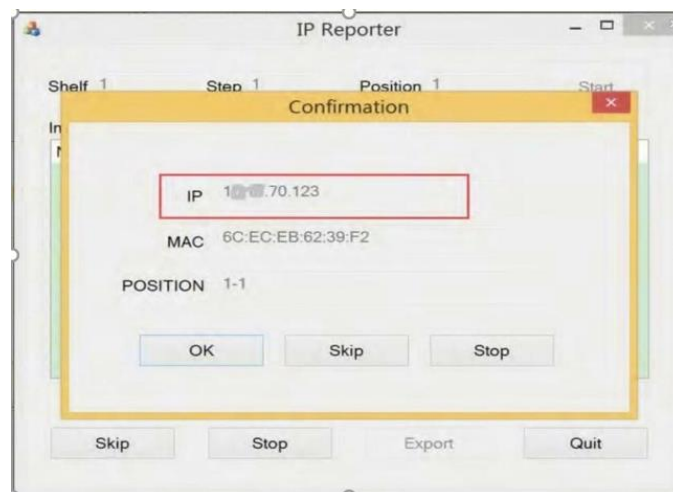 IP Reporter
Shelf 1 Step 1 Position 1 Start
Confirmation
IP .70.123
MAC 6C:EC:EB:62:39:F2
POSITION 1-1
OK Skip Stop
Skip Stop Export Quit